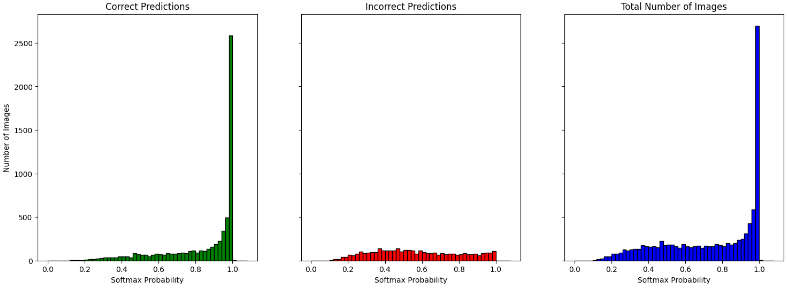 Correct Predictions
Incorrect Predictions
Total Number of Images
Number of Images
2500
2000
1500
1000
500
0
0.0 0.2 0.4 0.6 0.8 1.0
0.0 0.2 0.4 0.6 0.8 1.0
0.0 0.2 0.4 0.6 0.8 1.0
Softmax Probability
Softmax Probability
Softmax Probability